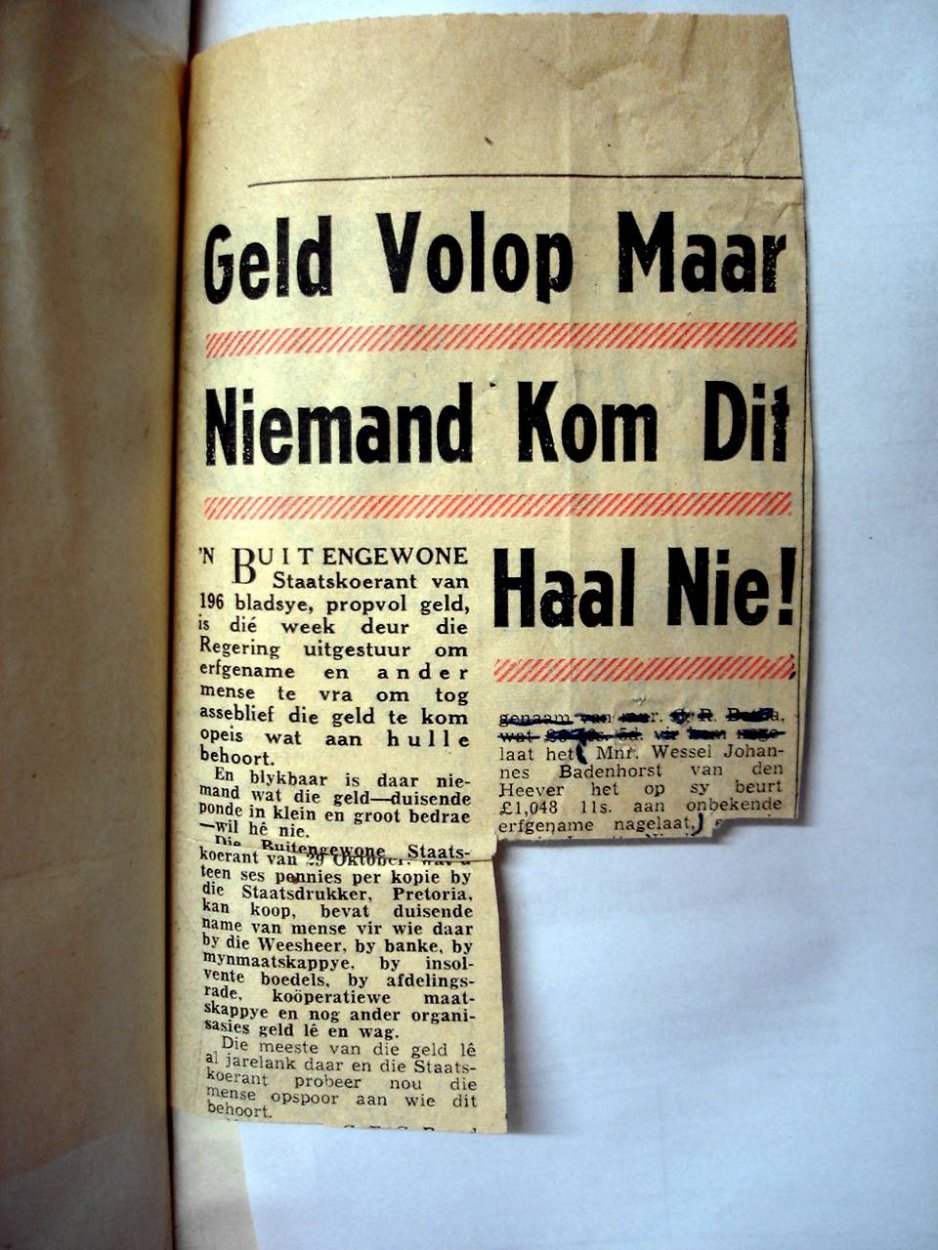 Geld Volop Maar
Niemand Kom Dit
Haal Nie!
'N BUITENGEWONE
Staatskoerant van
196 bladsye, propvol geld,
is dié week deur die
Regering uitgestuur om
erfgename en ander
mense te vra om tog
asseblief die geld te kom
opeis wat aan hulle
behoort.
En blykbaar is daar nie-
mand wat die geld—duisende
ponde in klein en groot bedrae
—wil hê nie.
Die Buitengewone Staats-
koerant van 29 Oktober, wat u
teen ses pennies per kopie by
die Staatsdrukker, Pretoria,
kan koop, bevat duisende
name van mense vir wie daar
by die Weesheer, by banke, by
mynmaatskappye, by insol-
vente boedels, by afdelings-
rade, koöperatiewe maat-
skappye en nog ander organi-
sasies geld lê en wag.
Die meeste van die geld lê
al jarelank daar en die Staats-
koerant probeer nou die
mense opspoor aan wie dit
behoort.
genaam van mnr. R.
wat 5d. vir hom nage-
laat het. Mnr. Wessel Johan-
nes Badenhorst van den
Heever het op sy beurt
£1,048 11s. aan onbekende
erfgename nagelaat,